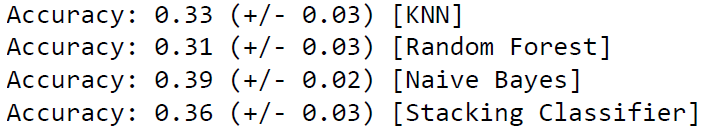 Accuracy: 0.33 (+/- 0.03) [KNN]
Accuracy: 0.31 (+/- 0.03) [Random Forest]
Accuracy: 0.39 (+/- 0.02) [Naive Bayes]
Accuracy: 0.36 (+/- 0.03) [Stacking Classifier]